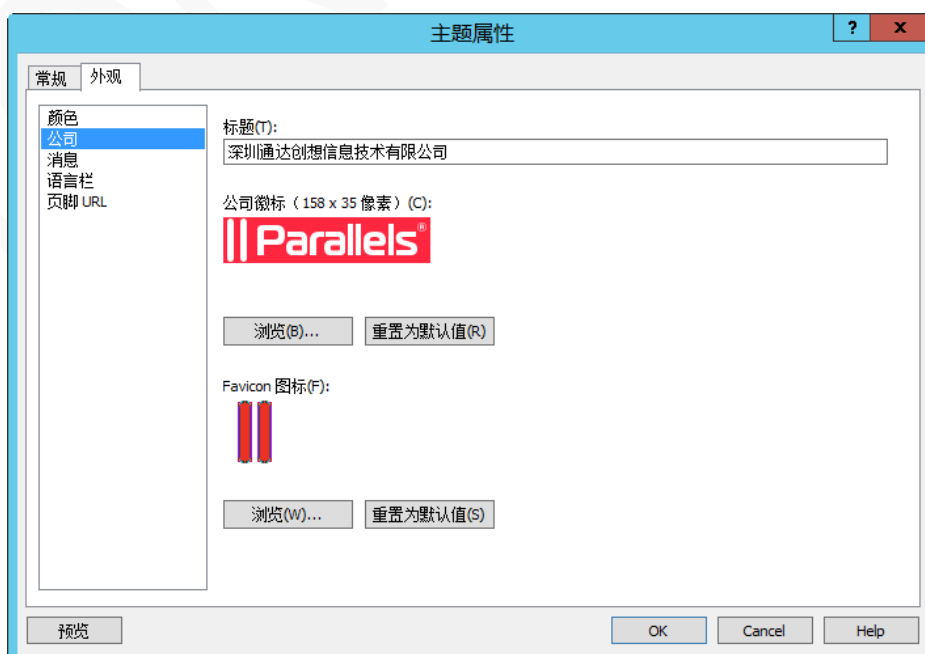 主题属性
? x
常规 外观
颜色
公司
消息
语言栏
页脚 URL
标题(T):
深圳通达创想信息技术有限公司
公司徽标（158 x 35 像素）(C):
Parallels®
浏览(B)... 重置为默认值(R)
Favicon 图标(F):
浏览(W)... 重置为默认值(S)
预览 OK Cancel Help